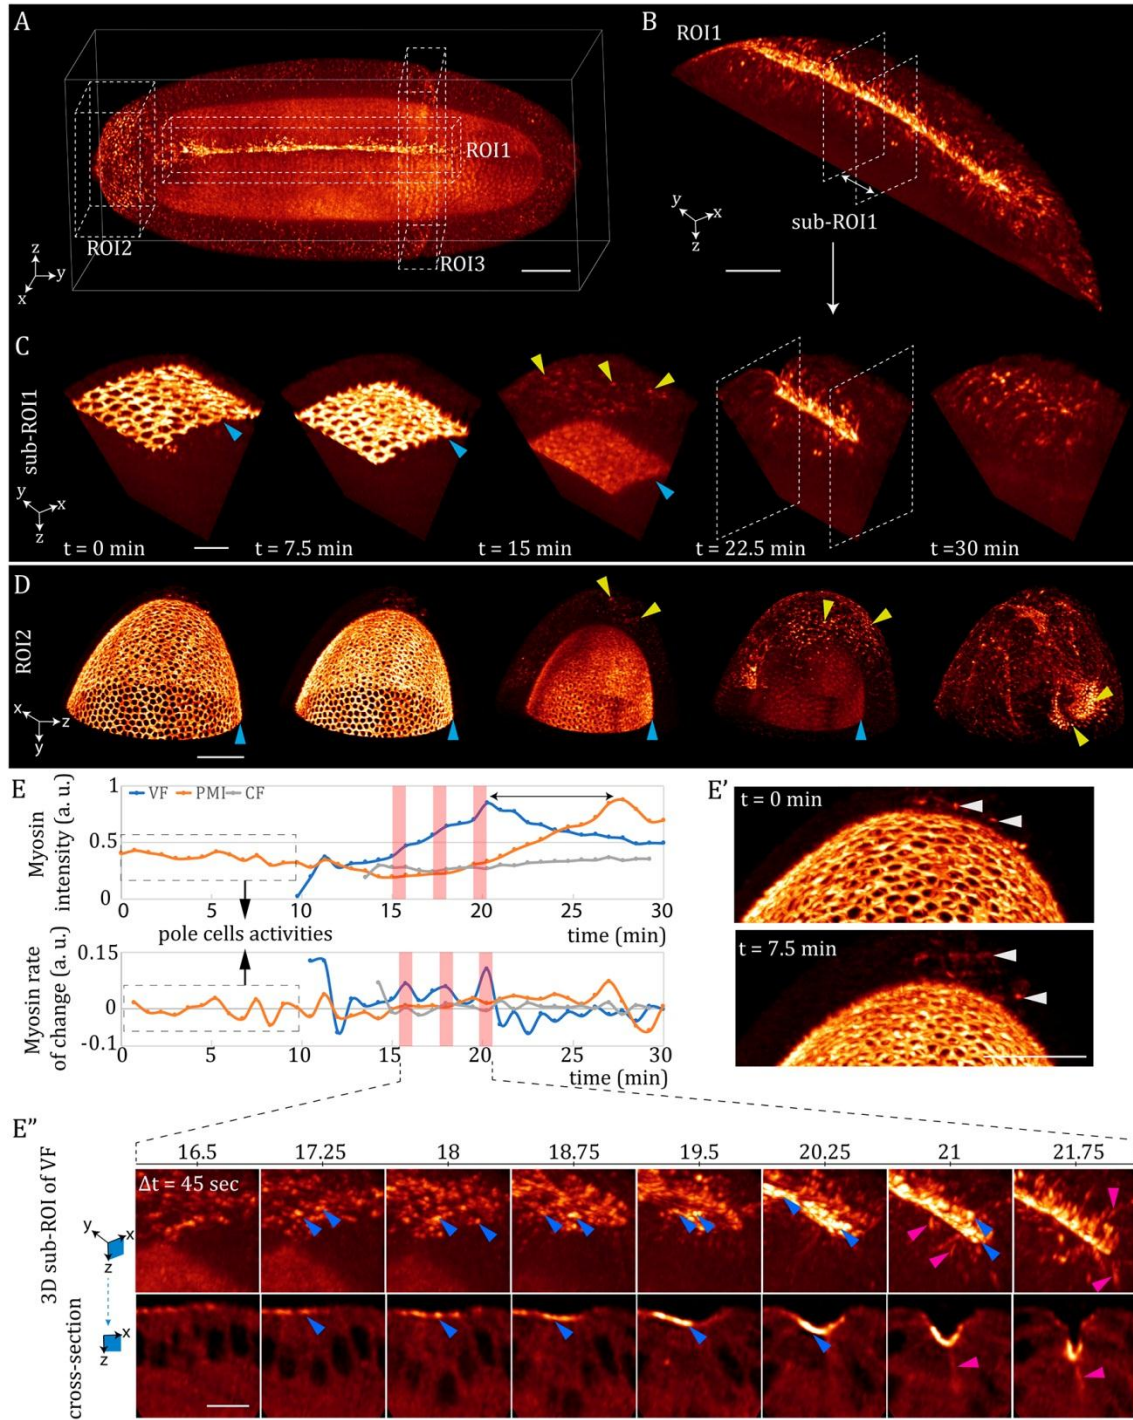 A
ROI1
ROI2
ROI3
z
y
x
B
ROI1
sub-ROI1
y
x
z
C
sub-ROI1
y
x
z
t = 0 min
t = 7.5 min
t = 15 min
t = 22.5 min
t =30 min
D
ROI2
x
z
y
E
VF PMI CF
Myosin
intensity (a. u.)
1
0.5
0
0 5 10 15 20 25 30
pole cells activities
time (min)
Myosin rate
of change (a. u.)
0.15
0
-0.1
0 5 10 15 20 25 30
time (min)
E'
t = 0 min
t = 7.5 min
E"
16.5 17.25 18 18.75 19.5 20.25 21 21.75
Δt = 45 sec
3D sub-ROI of VF
y
x
z
cross-section
x
z